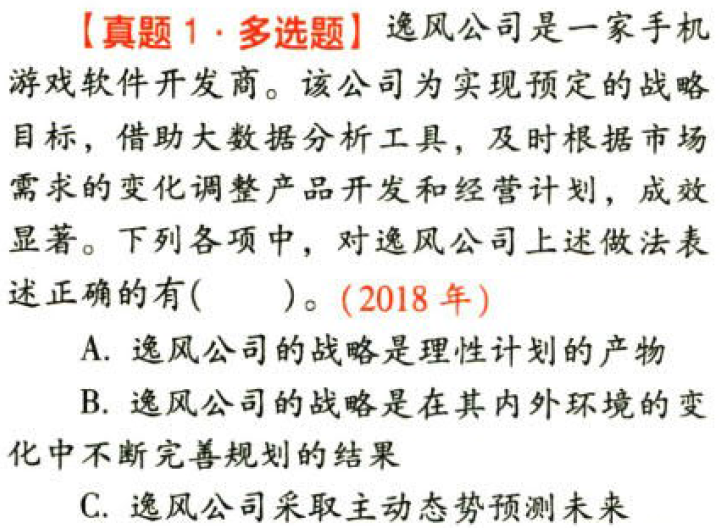 【真题 1·多选题】逸风公司是一家手机
游戏软件开发商。该公司为实现预定的战略
目标，借助大数据分析工具，及时根据市场
需求的变化调整产品开发和经营计划，成效
显著。下列各项中，对逸风公司上述做法表
述正确的有(　　)。(2018 年)
A. 逸风公司的战略是理性计划的产物
B. 逸风公司的战略是在其内外环境的变
化中不断完善规划的结果
C. 逸风公司采取主动态势预测未来